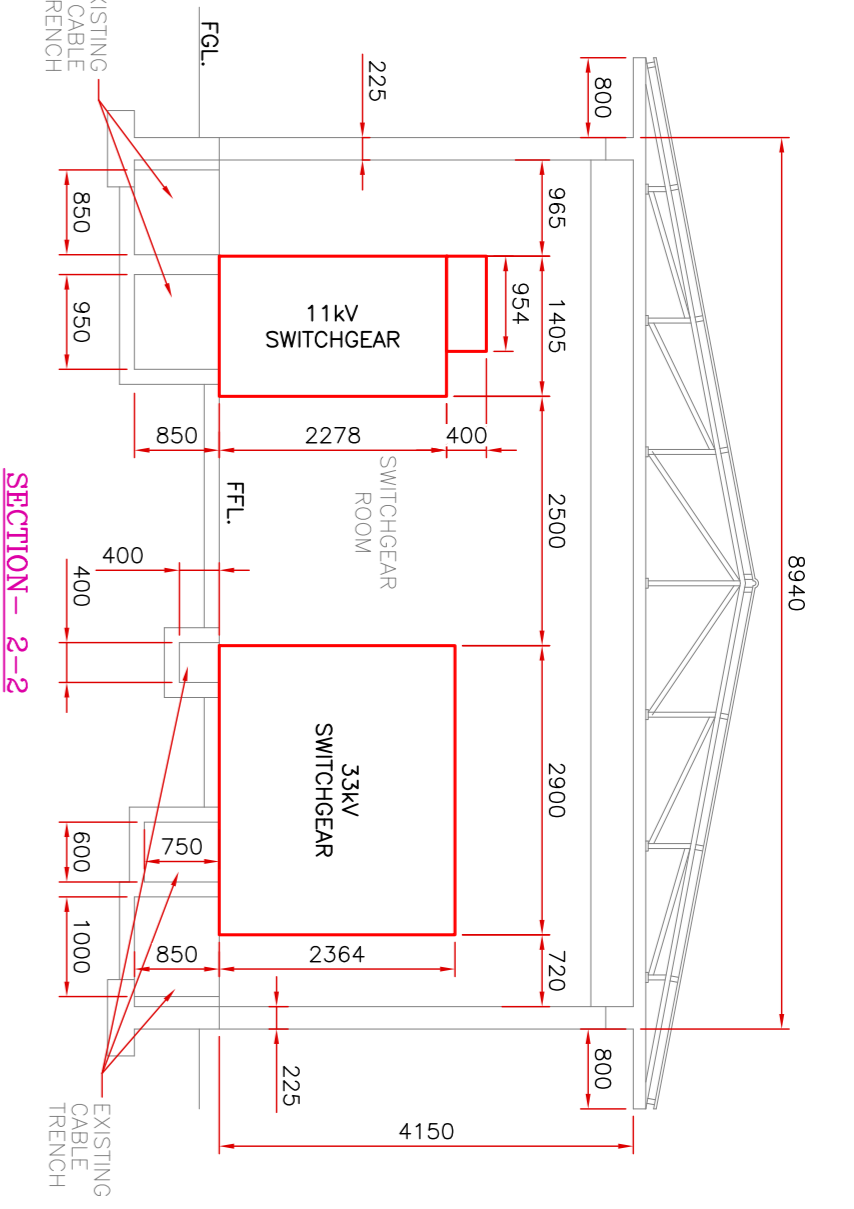 8940
800
800
965
1405
2500
2900
720
954
225
225
4150
400
2278
850
11kV
SWITCHGEAR
SWITCHGEAR
ROOM
33kV
SWITCHGEAR
2364
850
FGL.
FFL.
400
400
750
850
950
600
1000
XISTING
CABLE
RENCH
EXISTING
CABLE
TRENCH
SECTION- 2-2